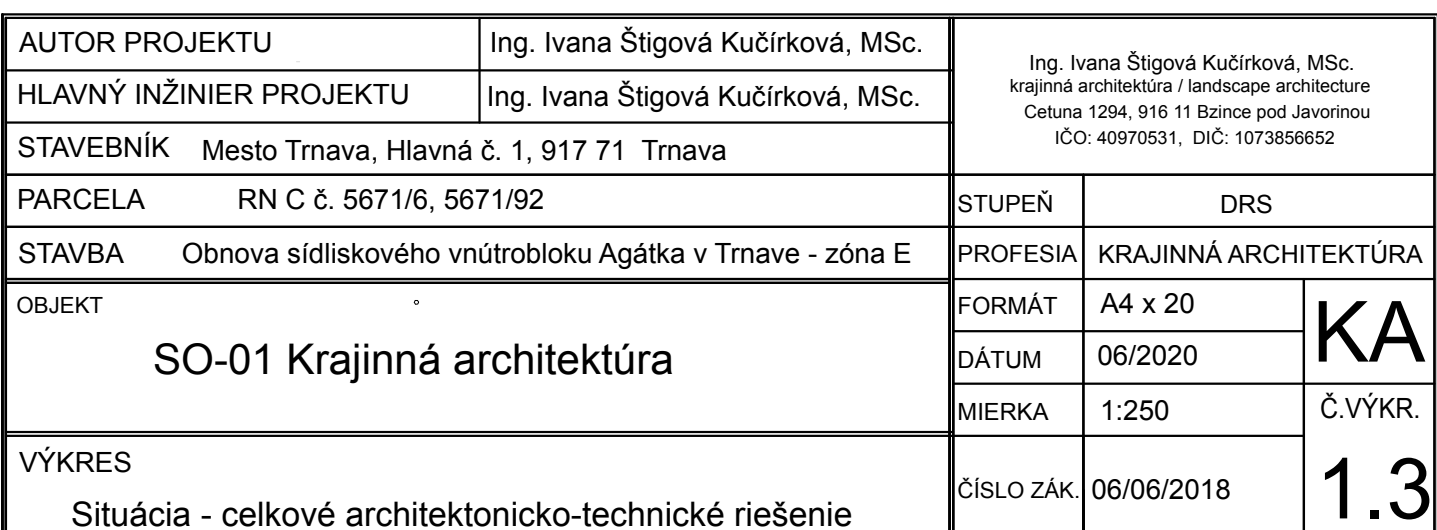 AUTOR PROJEKTU Ing. Ivana Štigová Kučírková, MSc.
HLAVNÝ INŽINIER PROJEKTU Ing. Ivana Štigová Kučírková, MSc.
STAVEBNÍK Mesto Trnava, Hlavná č. 1, 917 71 Trnava
PARCELA RN C č. 5671/6, 5671/92
STAVBA Obnova sídliskového vnútrobloku Agátka v Trnave - zóna E
OBJEKT
SO-01 Krajinná architektúra
VÝKRES
Situácia - celkové architektonicko-technické riešenie
Ing. Ivana Štigová Kučírková, MSc.
krajinná architektúra / landscape architecture
Cetuna 1294, 916 11 Bzince pod Javorinou
IČO: 40970531, DIČ: 1073856652
STUPEŇ DRS
PROFESIA KRAJINNÁ ARCHITEKTÚRA
FORMÁT A4 x 20
DÁTUM 06/2020
MIERKA 1:250
ČÍSLO ZÁK. 06/06/2018
KA
Č.VÝKR.
1.3